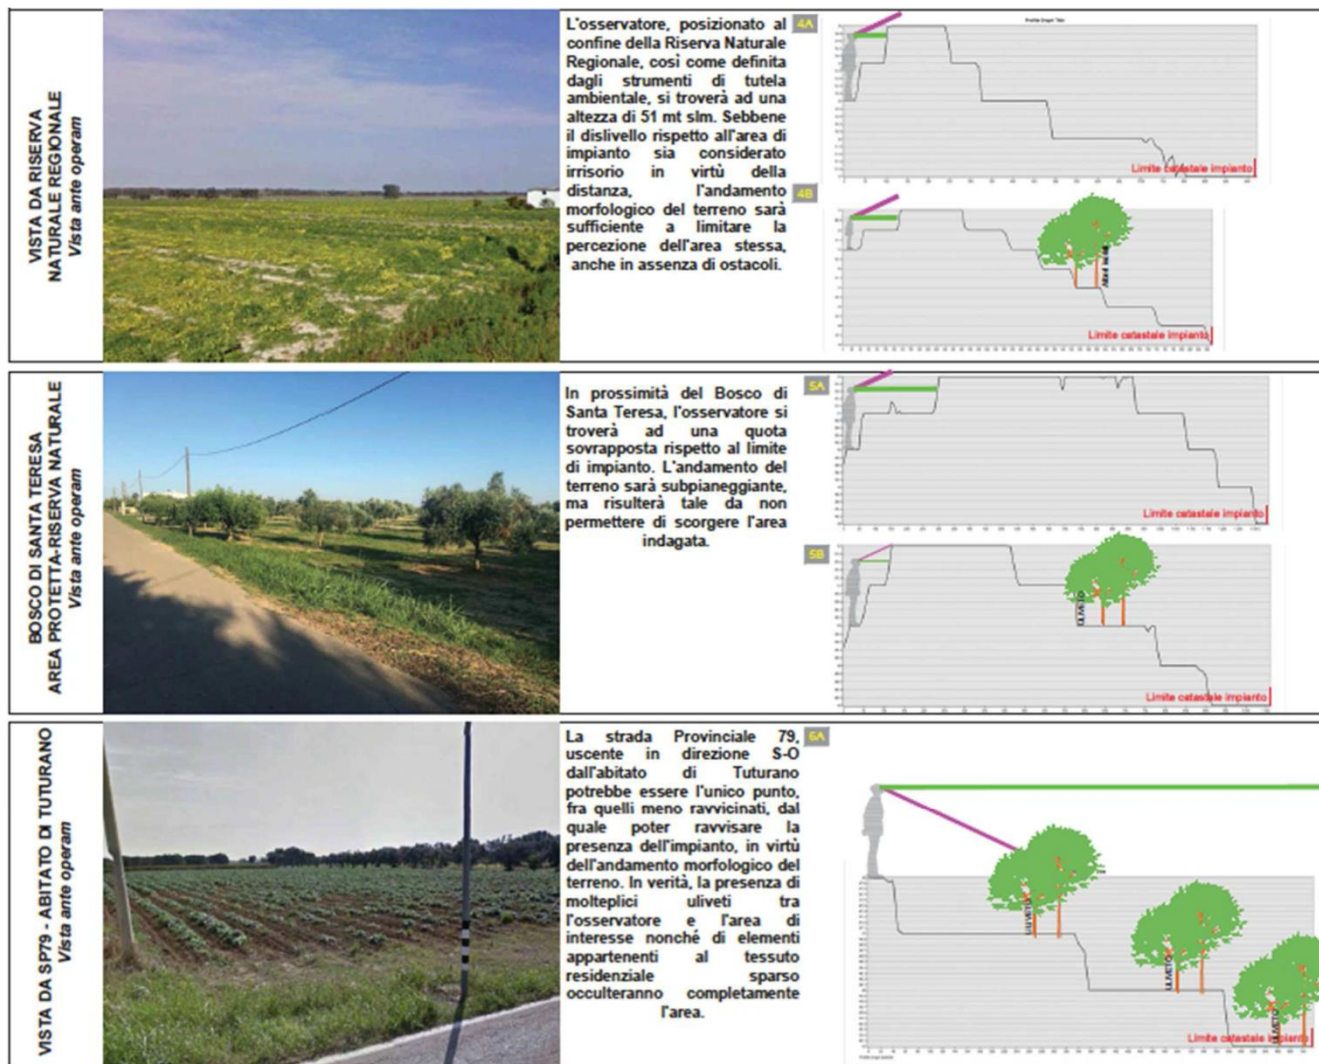 VISTA DA RISERVA
NATURALE REGIONALE
Vista ante operam
L'osservatore, posizionato al
confine della Riserva Naturale
Regionale, così come definita
dagli strumenti di tutela
ambientale, si troverà ad una
altezza di 51 mt slm. Sebbene
il dislivello rispetto all'area di
impianto sia considerato
irrisorio in virtù della
distanza, l'andamento
morfologico del terreno sarà
sufficiente a limitare la
percezione dell'area stessa,
anche in assenza di ostacoli.
4A
Limite catastale impianto
4B
Limite catastale impianto
BOSCO DI SANTA TERESA
AREA PROTETTA-RISERVA NATURALE
Vista ante operam
In prossimità del Bosco di
Santa Teresa, l'osservatore si
troverà ad una quota
sovrapposta rispetto al limite
di impianto. L'andamento del
terreno sarà subpianeggiante,
ma risulterà tale da non
permettere di scorgere l'area
indagata.
5A
Limite catastale impianto
5B
ULIVETO
Limite catastale impianto
VISTA DA SP79 - ABITATO DI TUTURANO
Vista ante operam
La strada Provinciale 79,
uscente in direzione S-O
dall'abitato di Tuturano
potrebbe essere l'unico punto,
fra quelli meno ravvicinati, dal
quale poter ravvisare la
presenza dell'impianto, in virtù
dell'andamento morfologico del
terreno. In verità, la presenza di
molteplici uliveti tra
l'osservatore e l'area di
interesse nonché di elementi
appartenenti al tessuto
residenziale sparso
occulteranno completamente
l'area.
6A
ULIVETO
ULIVETO
ULIVETO
Limite catastale impianto